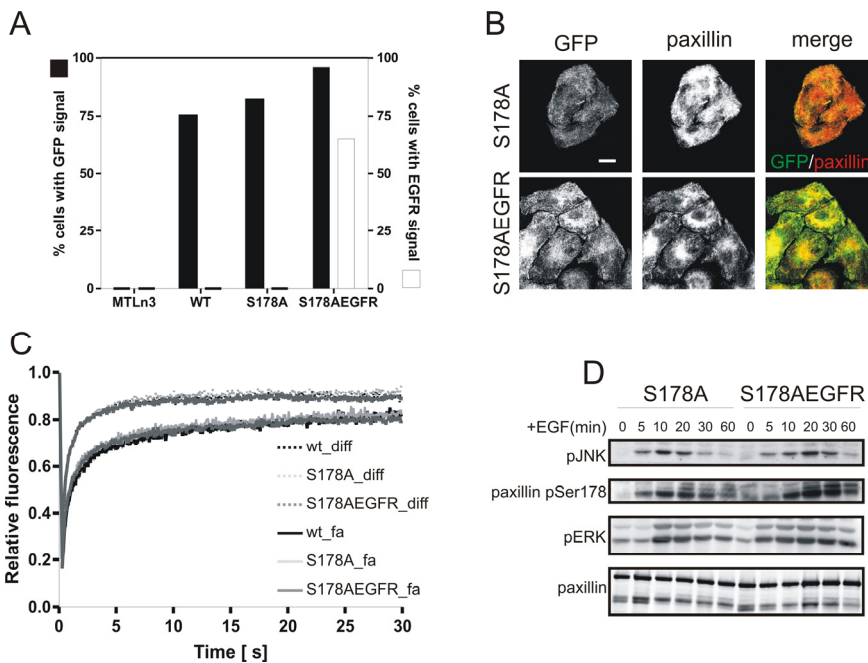 A
% cells with GFP signal
100
75
50
25
0
100
75
50
25
0
% cells with EGFR signal
MTLn3 WT S178A S178AEGFR
B
GFP paxillin merge
S178A
GFP/paxillin
S178AEGFR
C
Relative fluorescence
1.0
0.8
0.6
0.4
0.2
0.0
0 5 10 15 20 25 30
Time [ s]
wt_diff
S178A_diff
S178AEGFR_diff
wt_fa
S178A_fa
S178AEGFR_fa
D
S178A S178AEGFR
+EGF(min) 0 5 10 20 30 60 0 5 10 20 30 60
pJNK
paxillin pSer178
pERK
paxillin